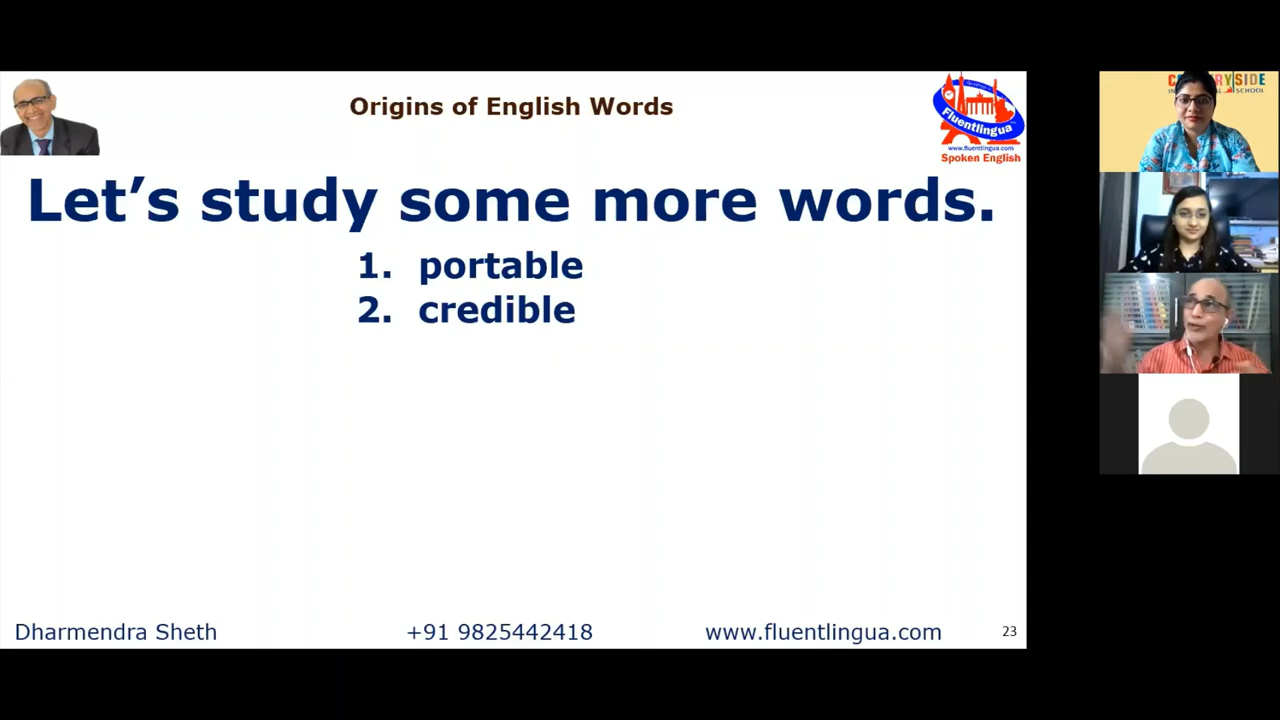 Origins of English Words
Fluentlingua
www.fluentlingua.com
Spoken English
Let’s study some more words.
1. portable
2. credible
Dharmendra Sheth
+91 9825442418
www.fluentlingua.com
23
SCHOOL